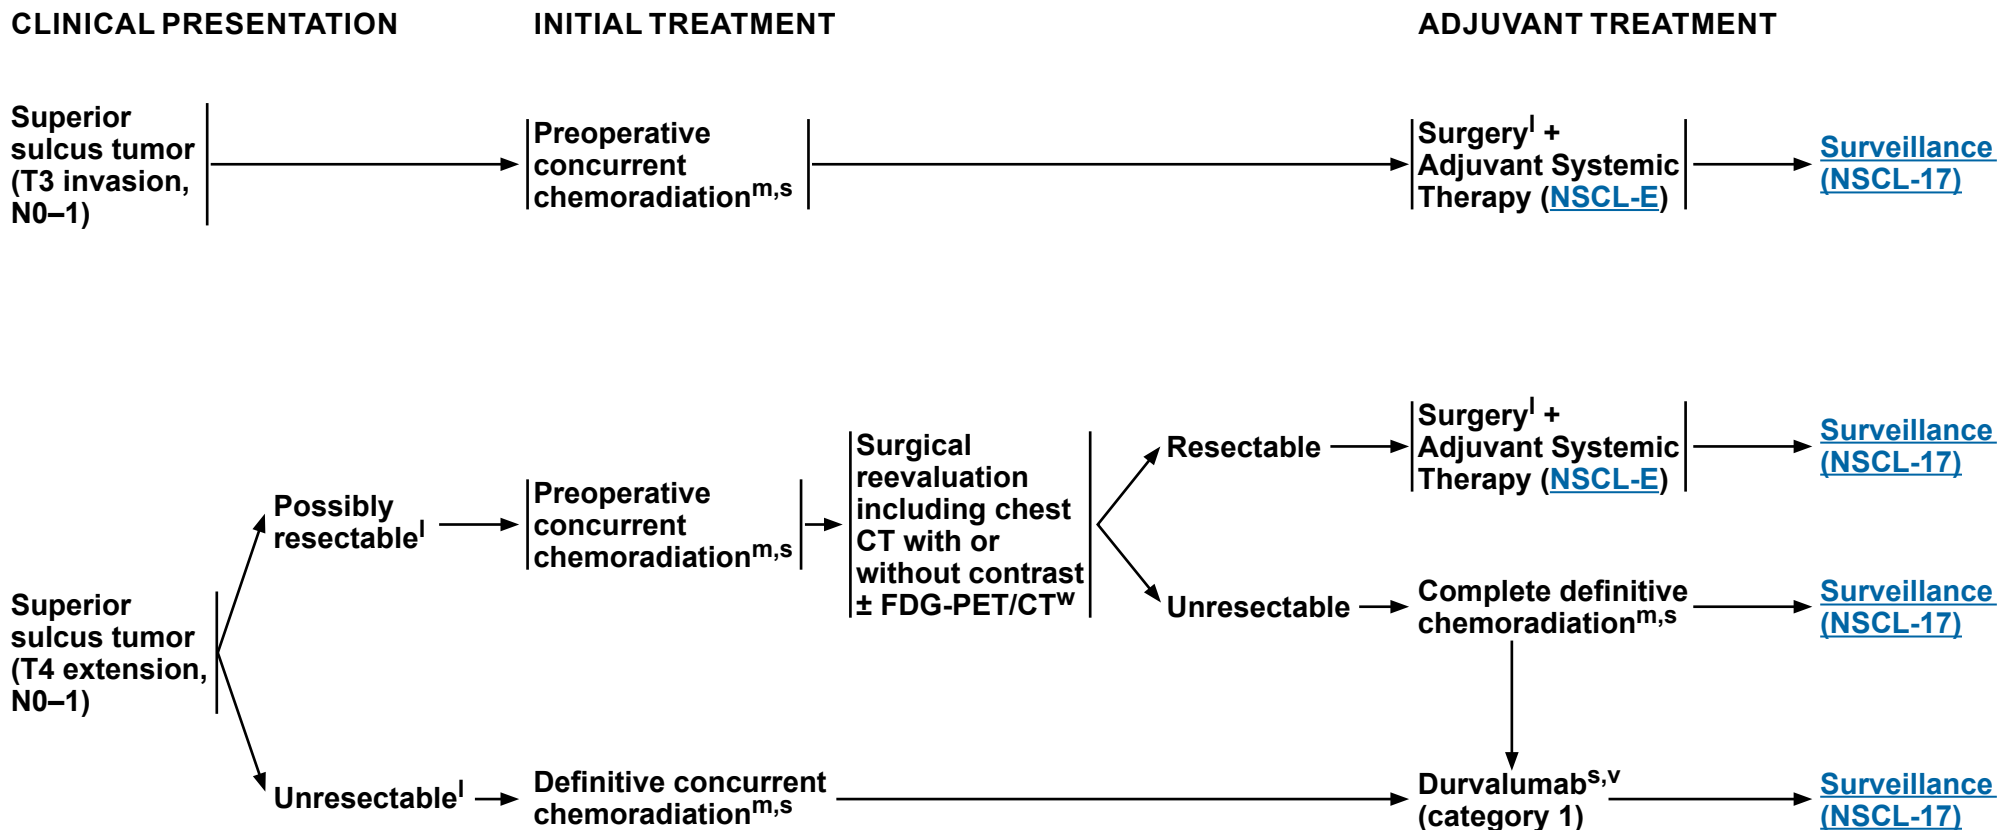 CLINICAL PRESENTATION
INITIAL TREATMENT
ADJUVANT TREATMENT
Superior
sulcus tumor
(T3 invasion,
N0–1)
Preoperative
concurrent
chemoradiationm,s
Surgeryl +
Adjuvant Systemic
Therapy (NSCL-E)
Surveillance
(NSCL-17)
Superior
sulcus tumor
(T4 extension,
N0–1)
Possibly
resectablel
Preoperative
concurrent
chemoradiationm,s
Surgical
reevaluation
including chest
CT with or
without contrast
± FDG-PET/CTw
Resectable
Surgeryl +
Adjuvant Systemic
Therapy (NSCL-E)
Surveillance
(NSCL-17)
Unresectable
Complete definitive
chemoradiationm,s
Surveillance
(NSCL-17)
Unresectablel
Definitive concurrent
chemoradiationm,s
Durvalumabs,v
(category 1)
Surveillance
(NSCL-17)